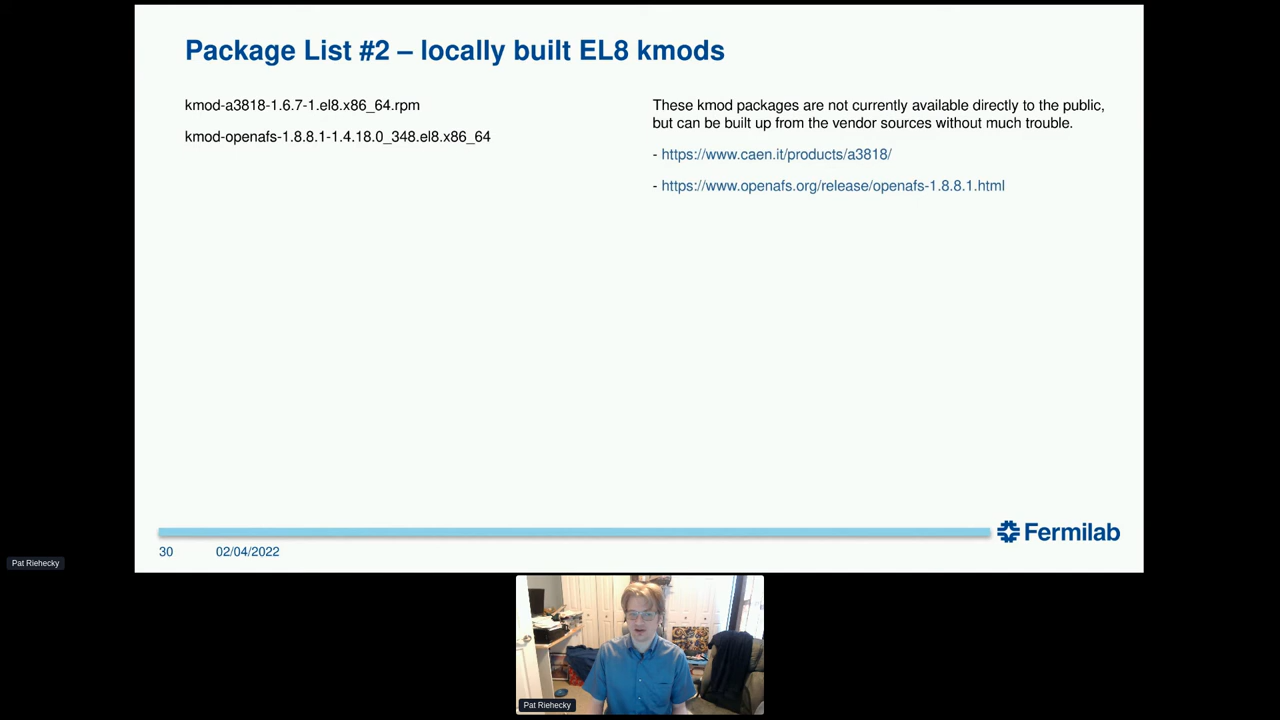 Package List #2 – locally built EL8 kmods
kmod-a3818-1.6.7-1.el8.x86_64.rpm
kmod-openafs-1.8.8.1-1.4.18.0_348.el8.x86_64
These kmod packages are not currently available directly to the public,
but can be built up from the vendor sources without much trouble.
- https://www.caen.it/products/a3818/
- https://www.openafs.org/release/openafs-1.8.8.1.html
Fermilab
30 02/04/2022
Pat Riehecky
Pat Riehecky